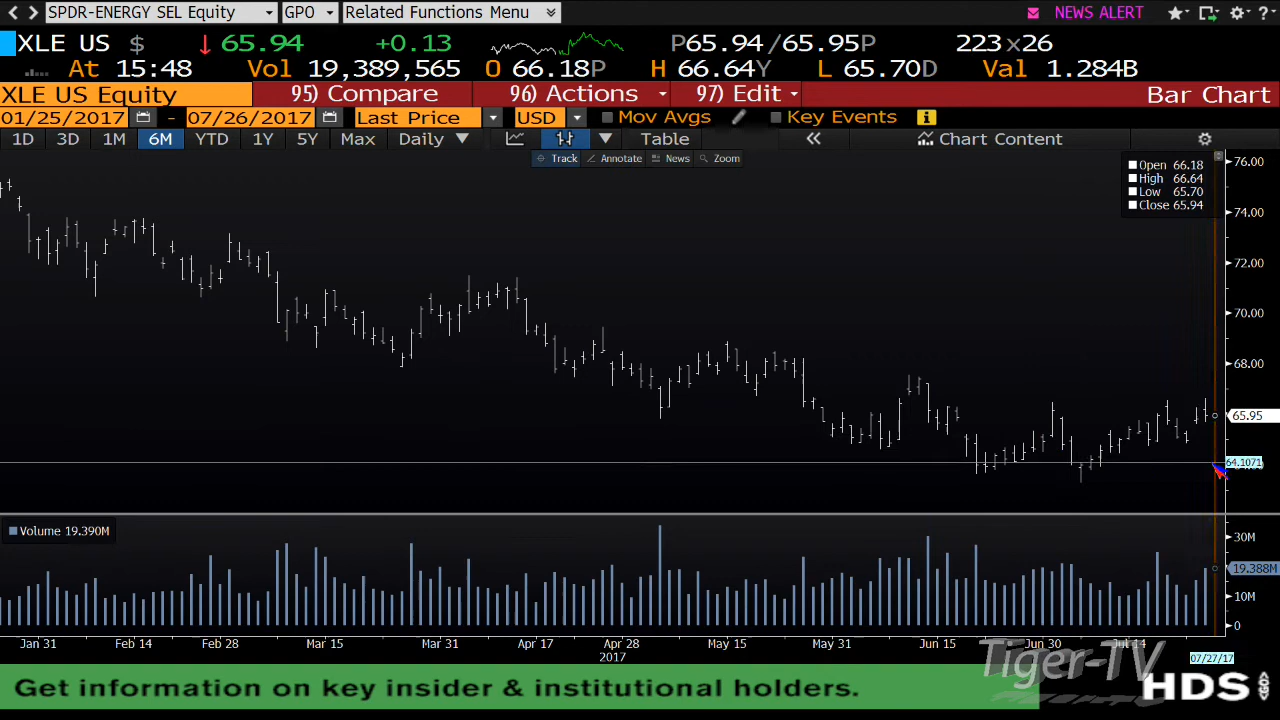 SPDR-ENERGY SEL Equity GPO Related Functions Menu NEWS ALERT
XLE US $ 65.94 +0.13 P65.94/65.95P 223x26
At 15:48 Vol 19,389,565 O 66.18P H 66.64Y L 65.70D Val 1.284B
XLE US Equity 95) Compare 96) Actions 97) Edit Bar Chart
01/25/2017 - 07/26/2017 Last Price USD Mov Avgs Key Events
1D 3D 1M 6M YTD 1Y 5Y Max Daily Table Chart Content
Track Annotate News Zoom
Open 66.18
High 66.64
Low 65.70
Close 65.94
76.00
74.00
72.00
70.00
68.00
65.95
64.1071
Volume 19.390M
30M
19.388M
10M
0
Jan 31 Feb 14 Feb 28 Mar 15 Mar 31 Apr 17 Apr 28 May 15 May 31 Jun 15 Jun 30 Jul 14
2017
07/27/17
Tiger-TV
Get information on key insider & institutional holders.
HDS GO